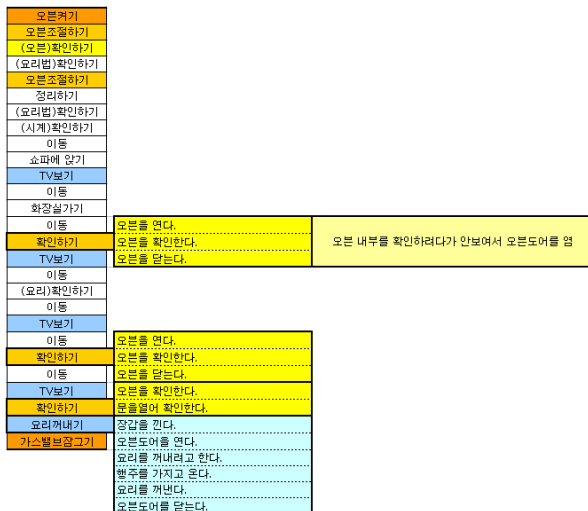 오븐켜기
오븐조절하기
(오븐)확인하기
(요리법)확인하기
오븐조절하기
정리하기
(요리법)확인하기
(시계)확인하기
이동
쇼파에 앉기
TV보기
이동
화장실가기
이동 오븐을 연다.
확인하기 오븐을 확인한다. 오븐 내부를 확인하려다가 안보여서 오븐도어를 염
TV보기 오븐을 닫는다.
이동
(요리)확인하기
이동
TV보기
이동 오븐을 연다.
확인하기 오븐을 확인한다.
이동 오븐을 닫는다.
TV보기 오븐을 확인한다.
확인하기 문을열어 확인한다.
요리꺼내기 장갑을 낀다.
가스밸브잠그기 오븐도어을 연다.
요리를 꺼내려고 한다.
행주를 가지고 온다.
요리를 꺼낸다.
오븐도어를 닫는다.